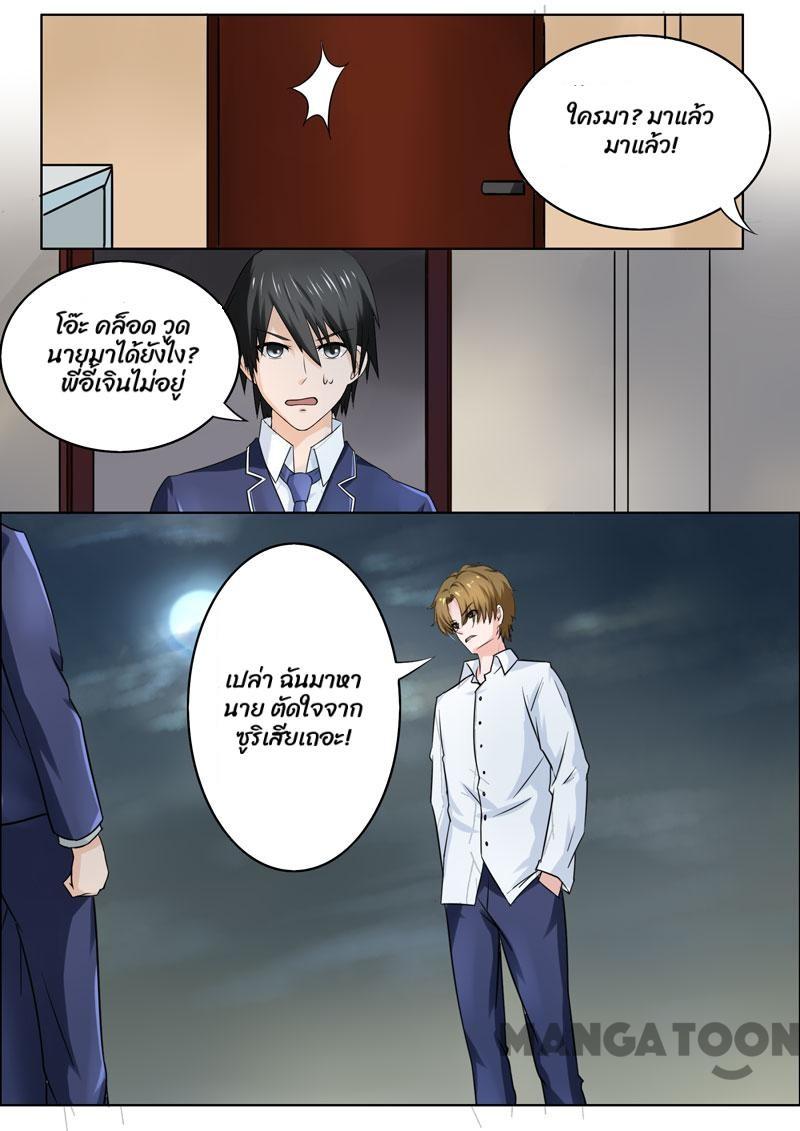 ใครมา? มาแล้ว
มาแล้ว!
โอ๊ะ คล็อด วูด
นายมาได้ยังไง?
พี่อี้เจินไม่อยู่
เปล่า ฉันมาหา
นาย ตัดใจจาก
ซูริเสียเถอะ!
MANGATOON